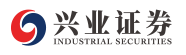 兴业证券
INDUSTRIAL SECURITIES